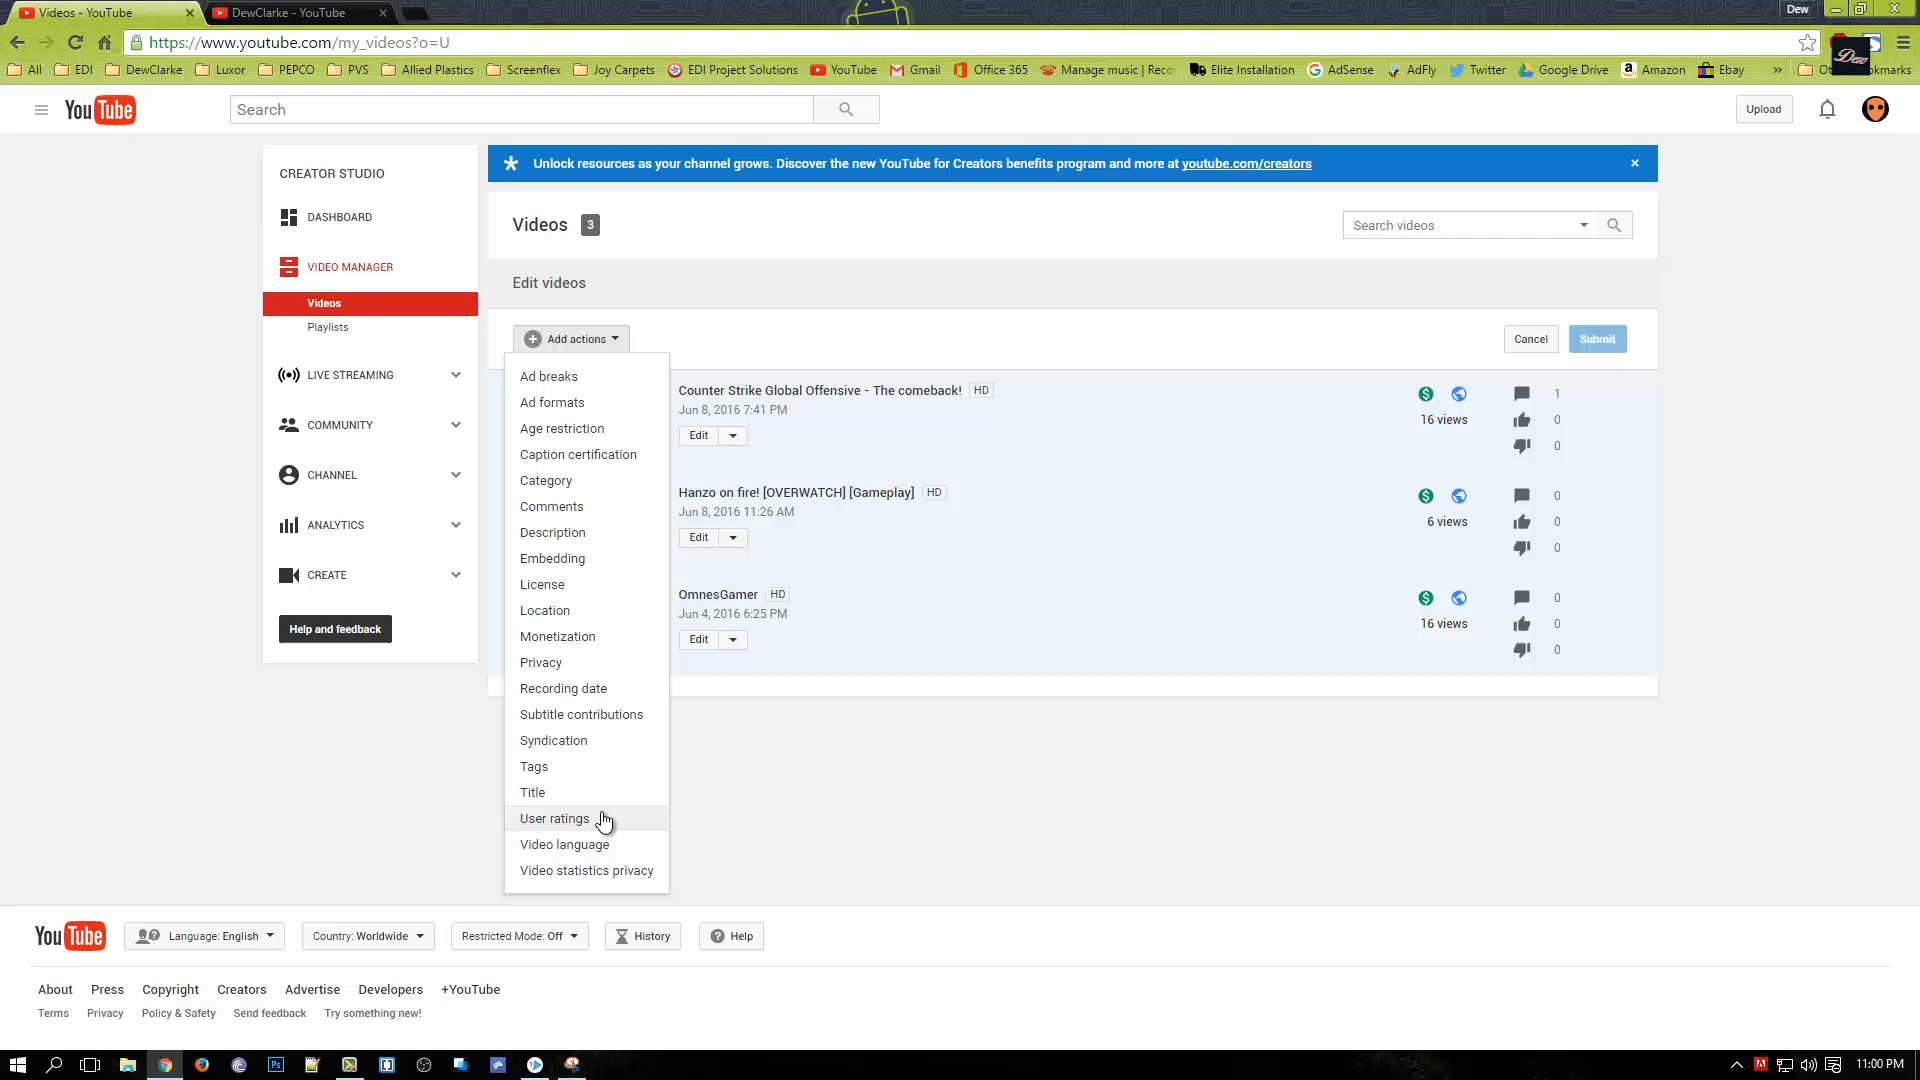 Videos - YouTube
DewClarke - YouTube
Dew
https://www.youtube.com/my_videos?o=U
All EDI DewClarke Luxor PEPCO PVS Allied Plastics Screenflex Joy Carpets EDI Project Solutions YouTube Gmail Office 365 Manage music | Reco Elite Installation AdSense AdFly Twitter Google Drive Amazon Ebay » Ot okmarks
Dew
YouTube
Search
Upload
CREATOR STUDIO
DASHBOARD
VIDEO MANAGER
Videos
Playlists
LIVE STREAMING
COMMUNITY
CHANNEL
ANALYTICS
CREATE
Help and feedback
Unlock resources as your channel grows. Discover the new YouTube for Creators benefits program and more at youtube.com/creators
Videos 3
Search videos
Edit videos
Add actions
Cancel
Submit
Ad breaks
Ad formats
Age restriction
Caption certification
Category
Comments
Description
Embedding
License
Location
Monetization
Privacy
Recording date
Subtitle contributions
Syndication
Tags
Title
User ratings
Video language
Video statistics privacy
Counter Strike Global Offensive - The comeback! HD
Jun 8, 2016 7:41 PM
Edit
16 views
1
0
0
Hanzo on fire! [OVERWATCH] [Gameplay] HD
Jun 8, 2016 11:26 AM
Edit
6 views
0
0
0
OmnesGamer HD
Jun 4, 2016 6:25 PM
Edit
16 views
0
0
0
YouTube
Language: English
Country: Worldwide
Restricted Mode: Off
History
Help
About Press Copyright Creators Advertise Developers +YouTube
Terms Privacy Policy & Safety Send feedback Try something new!
Ps
11:00 PM